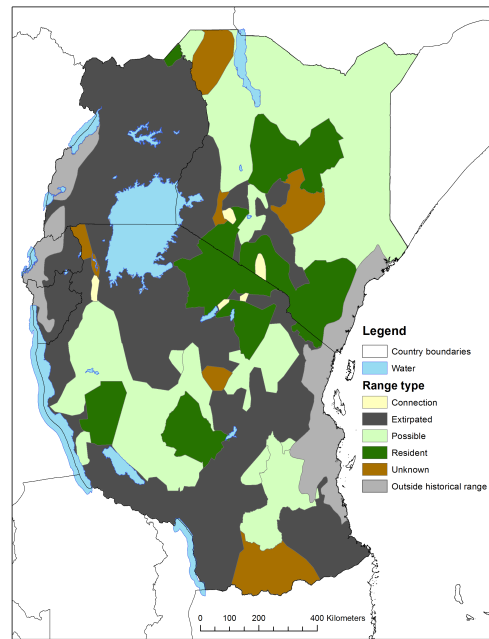 Legend
Country boundaries
Water
Range type
Connection
Extirpated
Possible
Resident
Unknown
Outside historical range
0 100 200 400 Kilometers